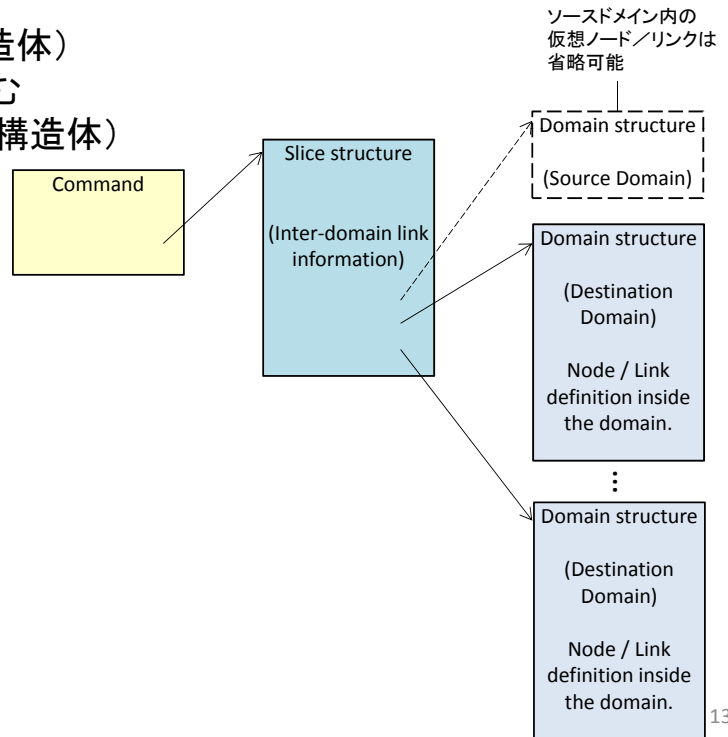 造体）
む
構造体）
ソースドメイン内の
仮想ノード／リンクは
省略可能
Command
Slice structure
(Inter-domain link
information)
Domain structure
(Source Domain)
Domain structure
(Destination
Domain)
Node / Link
definition inside
the domain.
⋮
Domain structure
(Destination
Domain)
Node / Link
definition inside
the domain.
13